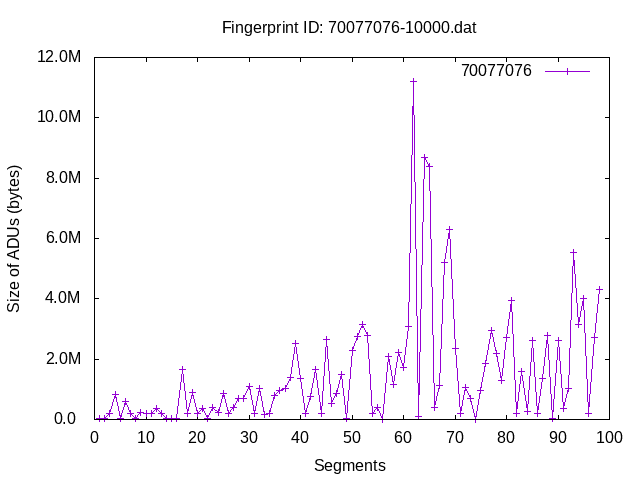 Fingerprint ID: 70077076-10000.dat
12.0M
70077076
10.0M
8.0M
6.0M
4.0M
2.0M
0.0
Size of ADUs (bytes)
0 10 20 30 40 50 60 70 80 90 100
Segments